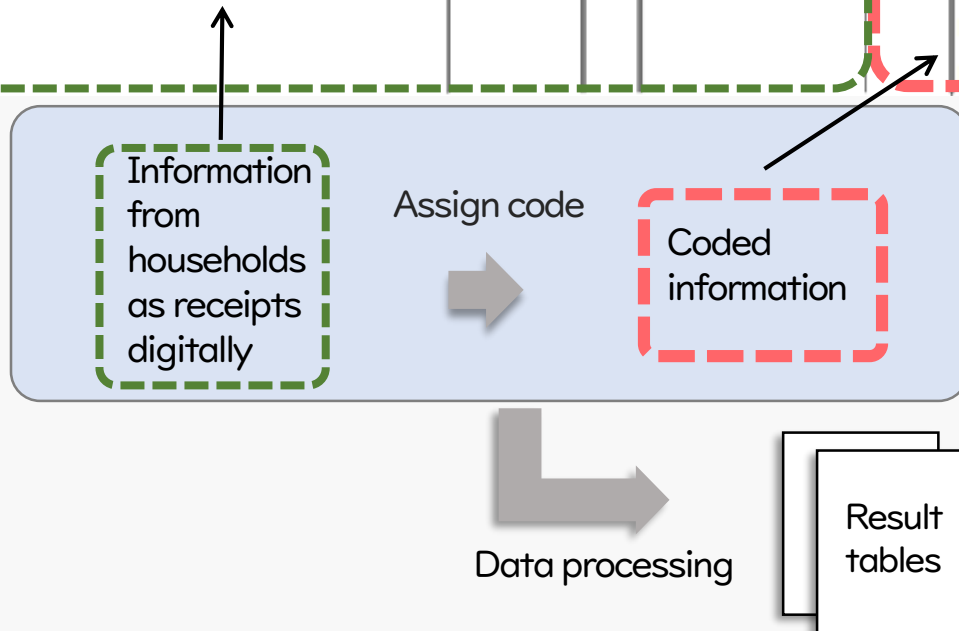 Information
from
households
as receipts
digitally
Assign code
Coded
information
Data processing
Result
tables